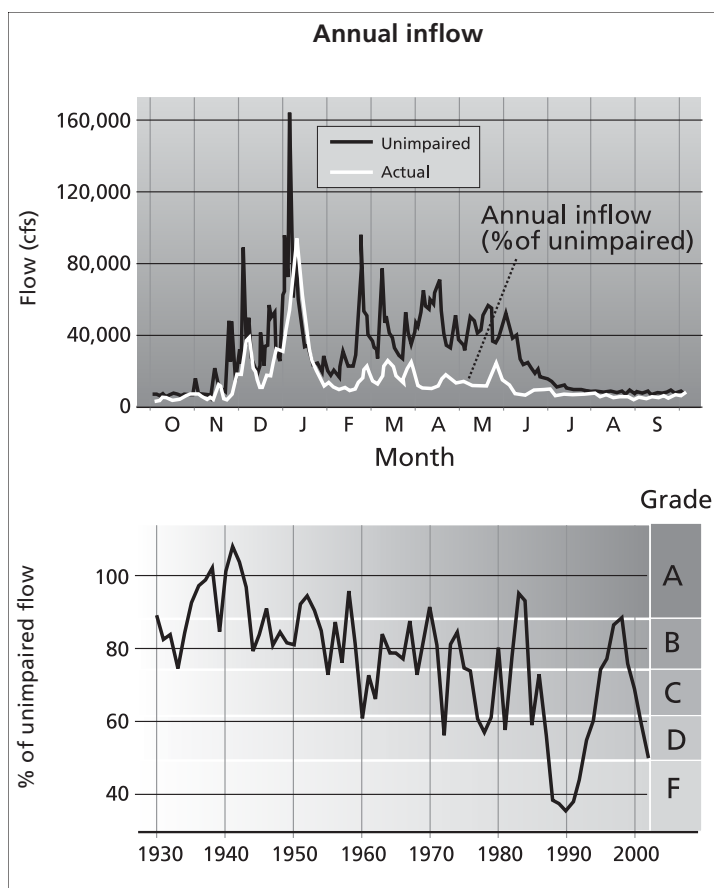 Annual inflow
160,000
120,000
80,000
40,000
0
Flow (cfs)
Unimpaired
Actual
Annual inflow
(%of unimpaired)
O N D J F M A M J J A S
Month
Grade
% of unimpaired flow
100
80
60
40
A
B
C
D
F
1930 1940 1950 1960 1970 1980 1990 2000